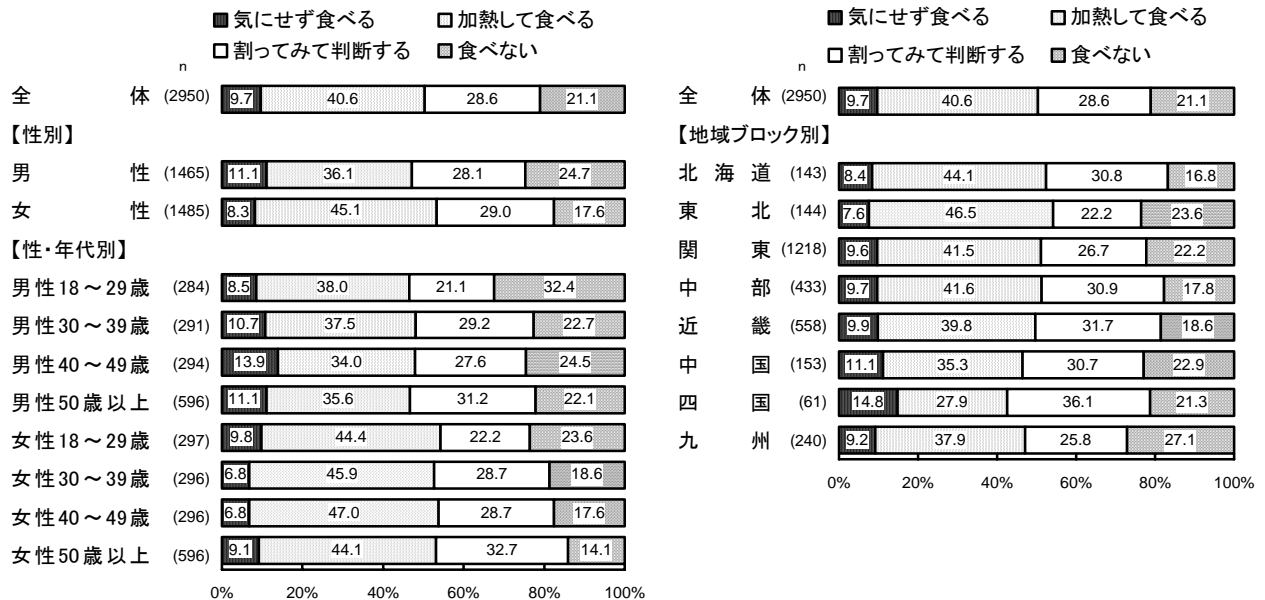 気にせず食べる 加熱して食べる
割ってみて判断する 食べない
n
全体 (2950) 9.7 40.6 28.6 21.1
【性別】
男性 (1465) 11.1 36.1 28.1 24.7
女性 (1485) 8.3 45.1 29.0 17.6
【性・年代別】
男性18～29歳 (284) 8.5 38.0 21.1 32.4
男性30～39歳 (291) 10.7 37.5 29.2 22.7
男性40～49歳 (294) 13.9 34.0 27.6 24.5
男性50歳以上 (596) 11.1 35.6 31.2 22.1
女性18～29歳 (297) 9.8 44.4 22.2 23.6
女性30～39歳 (296) 6.8 45.9 28.7 18.6
女性40～49歳 (296) 6.8 47.0 28.7 17.6
女性50歳以上 (596) 9.1 44.1 32.7 14.1
0% 20% 40% 60% 80% 100%
気にせず食べる 加熱して食べる
割ってみて判断する 食べない
n
全体 (2950) 9.7 40.6 28.6 21.1
【地域ブロック別】
北海道 (143) 8.4 44.1 30.8 16.8
東北 (144) 7.6 46.5 22.2 23.6
関東 (1218) 9.6 41.5 26.7 22.2
中部 (433) 9.7 41.6 30.9 17.8
近畿 (558) 9.9 39.8 31.7 18.6
中国 (153) 11.1 35.3 30.7 22.9
四国 (61) 14.8 27.9 36.1 21.3
九州 (240) 9.2 37.9 25.8 27.1
0% 20% 40% 60% 80% 100%